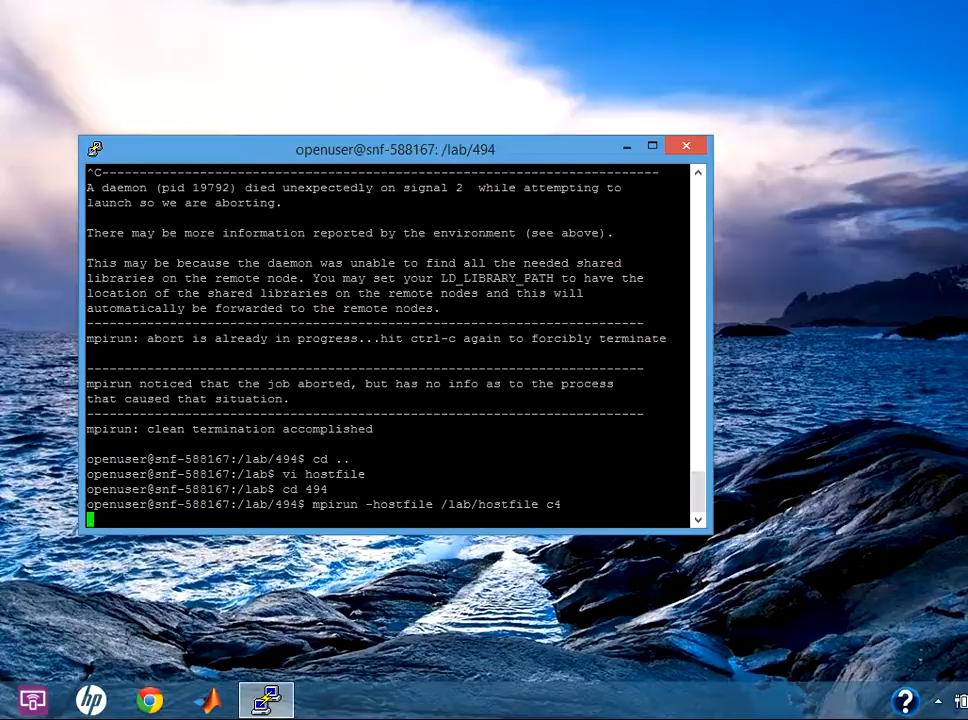 openuser@snf-588167: /lab/494
^C--------------------------------------------------------------------------
A daemon (pid 19792) died unexpectedly on signal 2  while attempting to
launch so we are aborting.
There may be more information reported by the environment (see above).
This may be because the daemon was unable to find all the needed shared
libraries on the remote node. You may set your LD_LIBRARY_PATH to have the
location of the shared libraries on the remote nodes and this will
automatically be forwarded to the remote nodes.
--------------------------------------------------------------------------
mpirun: abort is already in progress...hit ctrl-c again to forcibly terminate
--------------------------------------------------------------------------
mpirun noticed that the job aborted, but has no info as to the process
that caused that situation.
--------------------------------------------------------------------------
mpirun: clean termination accomplished
openuser@snf-588167:/lab/494$ cd ..
openuser@snf-588167:/lab$ vi hostfile
openuser@snf-588167:/lab$ cd 494
openuser@snf-588167:/lab/494$ mpirun -hostfile /lab/hostfile c4
hp
?